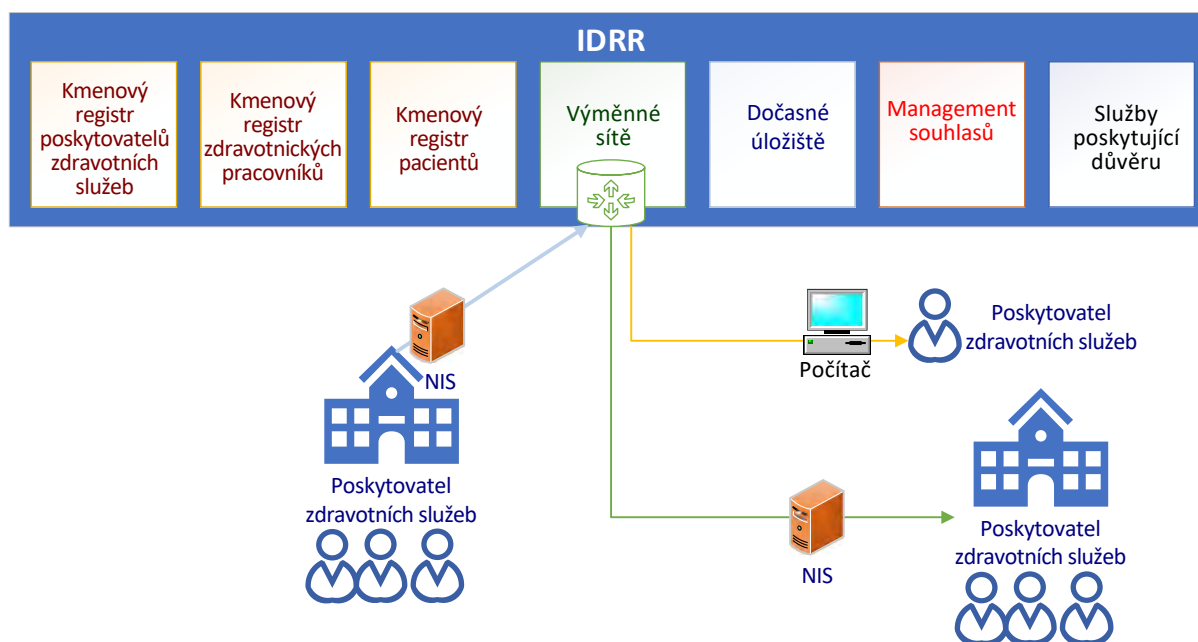 IDRR
Kmenový
registr
poskytovatelů
zdravotních
služeb
Kmenový
registr
zdravotnických
pracovníků
Kmenový
registr
pacientů
Výměnné
sítě
Dočasné
úložiště
Management
souhlasů
Služby
poskytující
důvěru
NIS
Poskytovatel
zdravotních služeb
Počítač
Poskytovatel
zdravotních služeb
NIS
Poskytovatel
zdravotních služeb